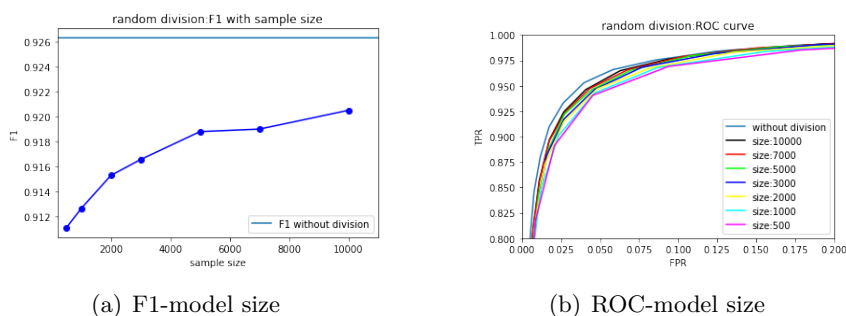 random division:F1 with sample size
0.926
0.924
0.922
0.920
0.918
0.916
0.914
0.912
F1
2000
4000
6000
8000
10000
sample size
F1 without division
(a) F1-model size
random division:ROC curve
1.000
0.975
0.950
0.925
0.900
0.875
0.850
0.825
0.800
TPR
0.000
0.025
0.050
0.075
0.100
0.125
0.150
0.175
0.200
FPR
without division
size:10000
size:7000
size:5000
size:3000
size:2000
size:1000
size:500
(b) ROC-model size